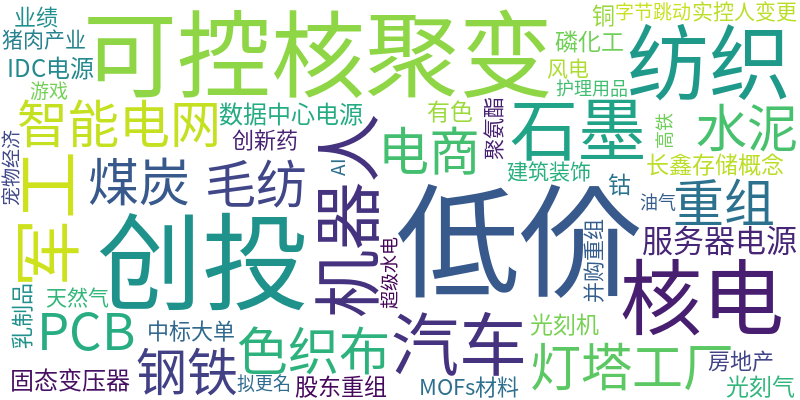 业绩
可控核聚变
铜
字节跳动
实控人变更
猪肉产业
磷化工
纺织
IDC电源
风电
游戏
护理用品
智能电网
数据中心电源
有色
石墨
水泥
创新药
聚氨酯
高铁
电商
宠物经济
AI
机器人
建筑装饰
长鑫存储概念
军工
煤炭
毛纺
低价
钴
油气
重组
创投
服务器电源
超级水电
并购重组
核电
乳制品
天然气
PCB
中标大单
色织布
汽车
光刻机
灯塔工厂
房地产
固态变压器
钢铁
拟更名
股东重组
MOFs材料
光刻气